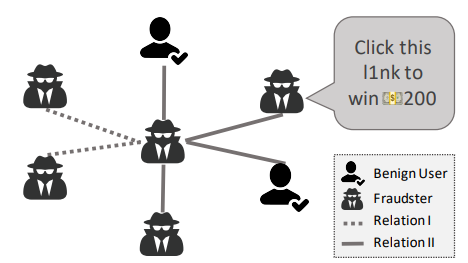 Click this
l1nk to
win 💵200
Benign User
Fraudster
Relation I
Relation II